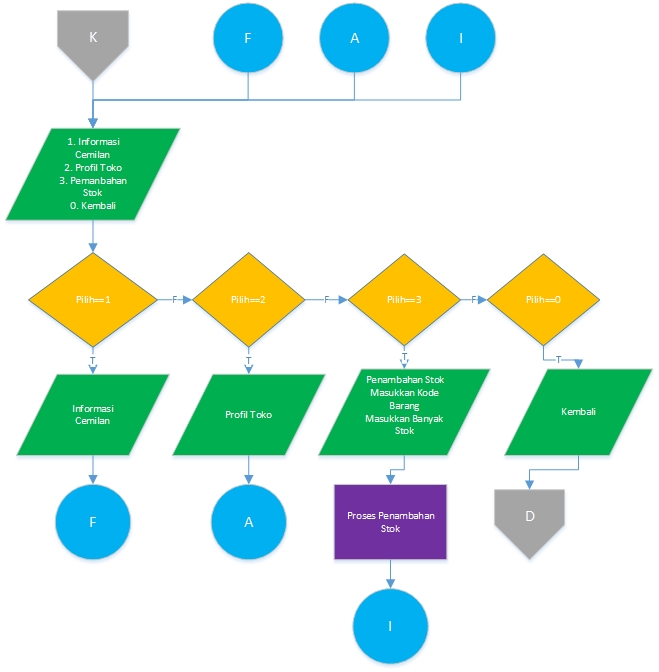 K
F
A
I
1. Informasi
Cemilan
2. Profil Toko
3. Pemanbahan
Stok
0. Kembali
Pilih==1
F
Pilih==2
F
Pilih==3
F
Pilih==0
T
T
T
T
Informasi
Cemilan
Profil Toko
Penambahan Stok
Masukkan Kode
Barang
Masukkan Banyak
Stok
Kembali
F
A
Proses Penambahan
Stok
D
I